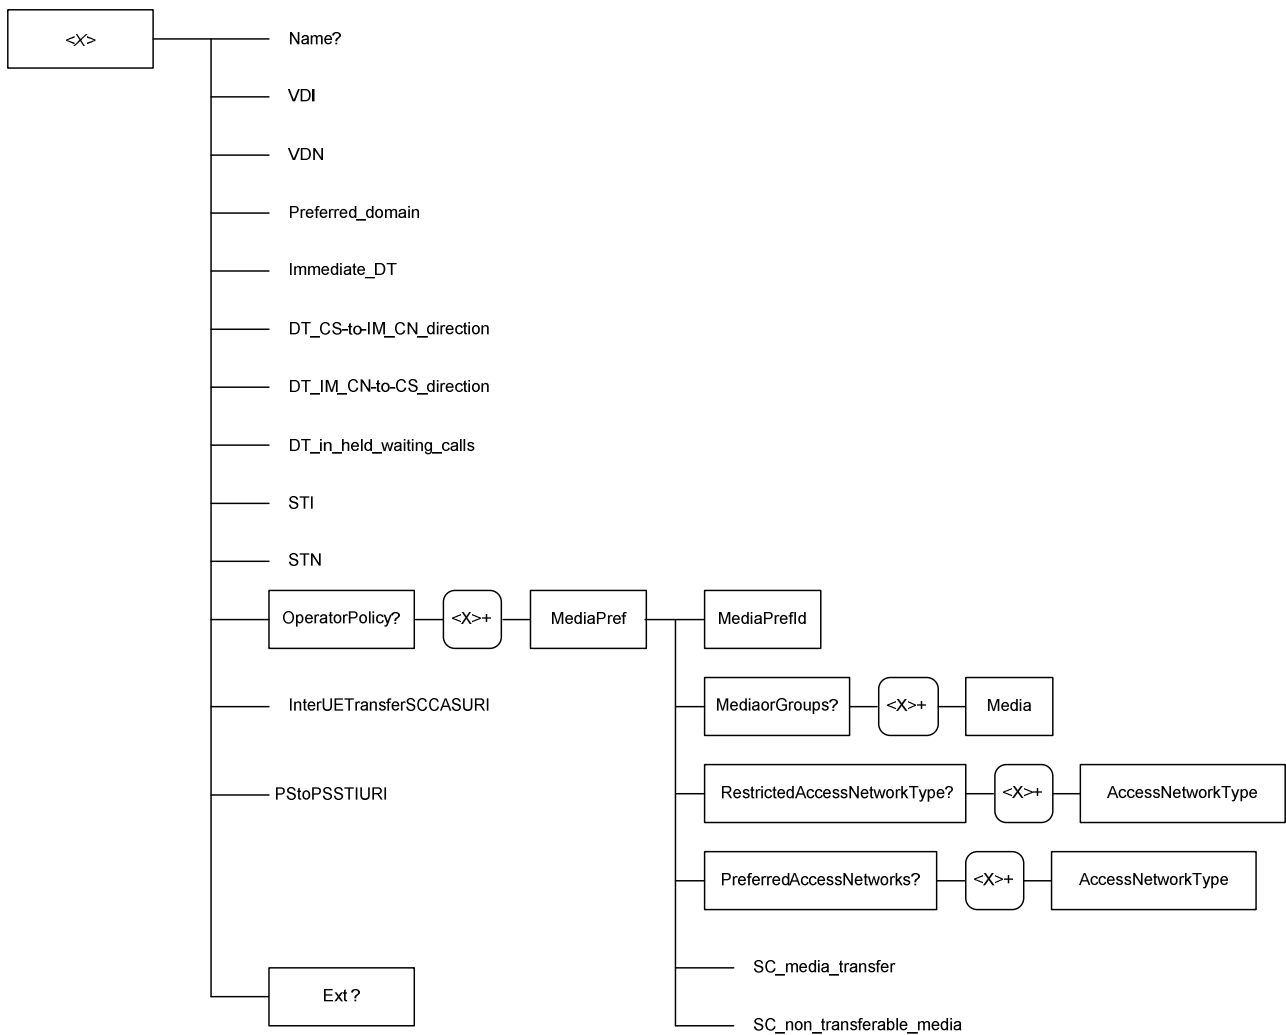 <X>
Name?
VDI
VDN
Preferred_domain
Immediate_DT
DT_CS-to-IM_CN_direction
DT_IM_CN-to-CS_direction
DT_in_held_waiting_calls
STI
STN
OperatorPolicy?
<X>+
MediaPref
MediaPrefId
InterUETransferSCCASURI
MediaorGroups?
<X>+
Media
PStoPSSTIURI
RestrictedAccessNetworkType?
<X>+
AccessNetworkType
PreferredAccessNetworks?
<X>+
AccessNetworkType
SC_media_transfer
Ext?
SC_non_transferable_media